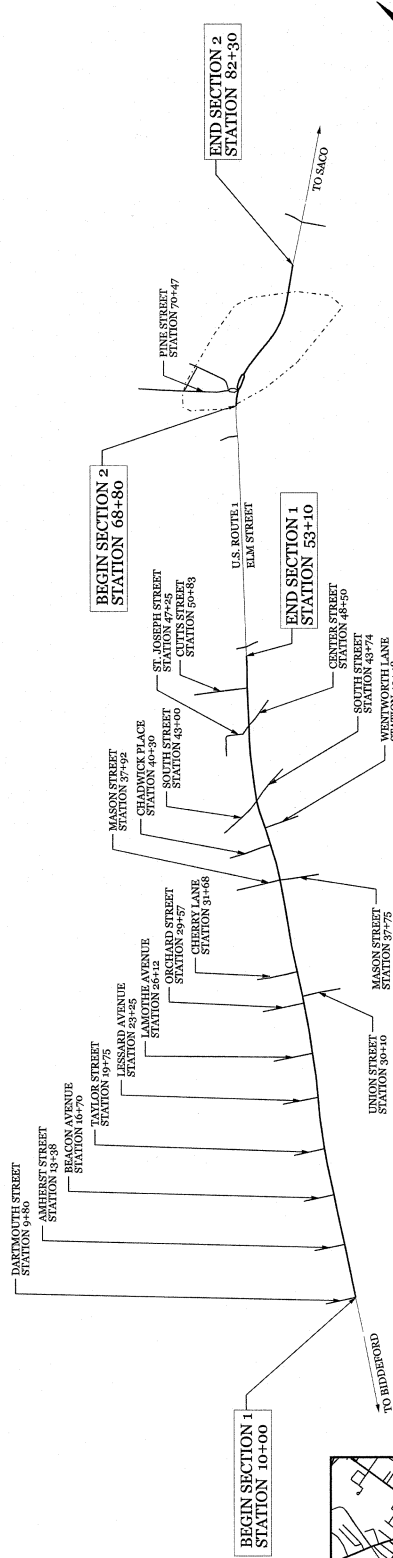 DARTMOUTH STREET
STATION 9+80
AMHERST STREET
STATION 13+38
BEACON AVENUE
STATION 16+70
TAYLOR STREET
STATION 19+75
LESSARD AVENUE
STATION 23+25
LAMOTHE AVENUE
STATION 26+12
ORCHARD STREET
STATION 29+57
CHERRY LANE
STATION 31+68
MASON STREET
STATION 37+92
CHADWICK PLACE
STATION 40+30
SOUTH STREET
STATION 43+00
ST. JOSEPH STREET
STATION 47+25
CUTTS STREET
STATION 50+83
BEGIN SECTION 2
STATION 68+80
PINE STREET
STATION 70+47
END SECTION 2
STATION 82+30
TO SACO
U.S. ROUTE 1
ELM STREET
BEGIN SECTION 1
STATION 10+00
TO BIDDEFORD
UNION STREET
STATION 30+10
MASON STREET
STATION 37+75
WENTWORTH LANE
SOUTH STREET
STATION 43+74
CENTER STREET
STATION 48+50
END SECTION 1
STATION 53+10